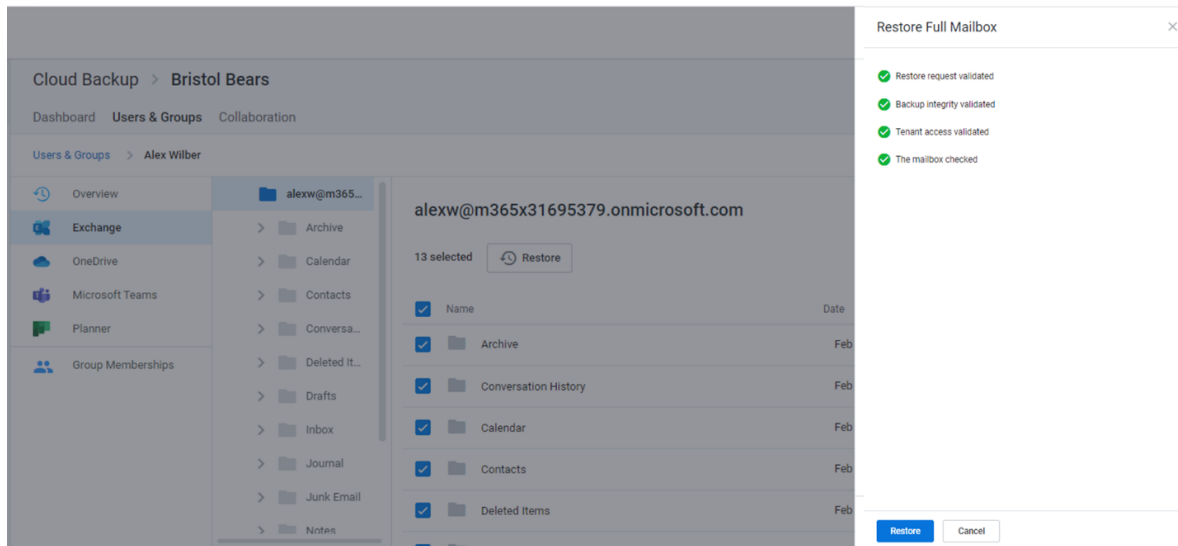 Restore Full Mailbox
Restore request validated
Backup integrity validated
Tenant access validated
The mailbox checked
Restore
Cancel
Cloud Backup > Bristol Bears
Dashboard Users & Groups Collaboration
Users & Groups > Alex Wilber
Overview
Exchange
OneDrive
Microsoft Teams
Planner
Group Memberships
alexw@m365...
Archive
Calendar
Contacts
Conversa...
Deleted It...
Drafts
Inbox
Journal
Junk Email
Notes
alexw@m365x31695379.onmicrosoft.com
13 selected Restore
Name Date
Archive Feb
Conversation History Feb
Calendar Feb
Contacts Feb
Deleted Items Feb